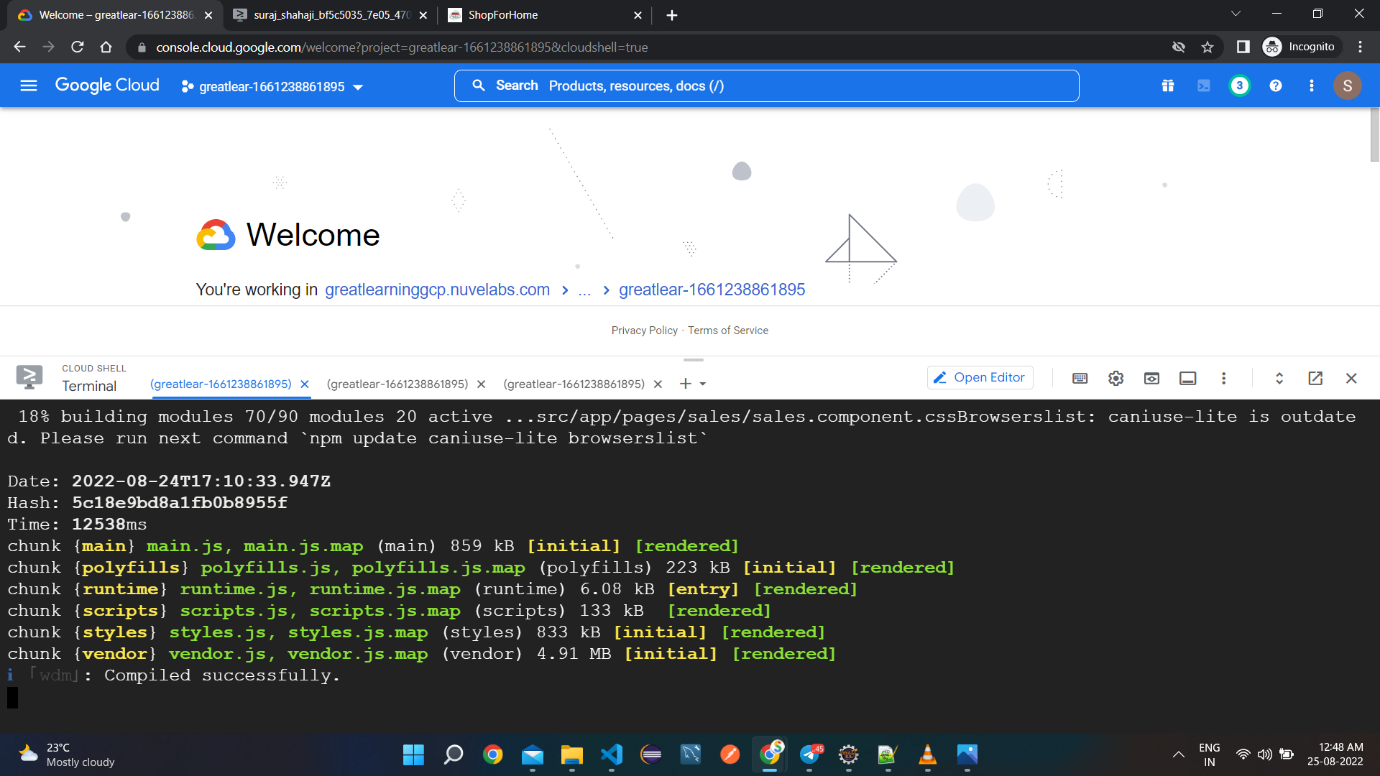 Welcome – greatlear-166123886
suraj_shahaji_bf5c5035_7e05_470
ShopForHome
console.cloud.google.com/welcome?project=greatlear-1661238861895&cloudshell=true
Incognito
Google Cloud
greatlear-1661238861895
Search Products, resources, docs (/)
3
S
Welcome
You're working in greatlearninggcp.nuvelabs.com > ... > greatlear-1661238861895
Privacy Policy · Terms of Service
CLOUD SHELL
Terminal
(greatlear-1661238861895)
(greatlear-1661238861895)
(greatlear-1661238861895)
Open Editor
18% building modules 70/90 modules 20 active ...src/app/pages/sales/sales.component.cssBrowserslist: caniuse-lite is outdate
d. Please run next command `npm update caniuse-lite browserslist`
Date: 2022-08-24T17:10:33.947Z
Hash: 5c18e9bd8a1fb0b8955f
Time: 12538ms
chunk {main} main.js, main.js.map (main) 859 kB [initial] [rendered]
chunk {polyfills} polyfills.js, polyfills.js.map (polyfills) 223 kB [initial] [rendered]
chunk {runtime} runtime.js, runtime.js.map (runtime) 6.08 kB [entry] [rendered]
chunk {scripts} scripts.js, scripts.js.map (scripts) 133 kB [rendered]
chunk {styles} styles.js, styles.js.map (styles) 833 kB [initial] [rendered]
chunk {vendor} vendor.js, vendor.js.map (vendor) 4.91 MB [initial] [rendered]
ℹ ｢wdm｣: Compiled successfully.
23°C
Mostly cloudy
45
ENG
IN
12:48 AM
25-08-2022